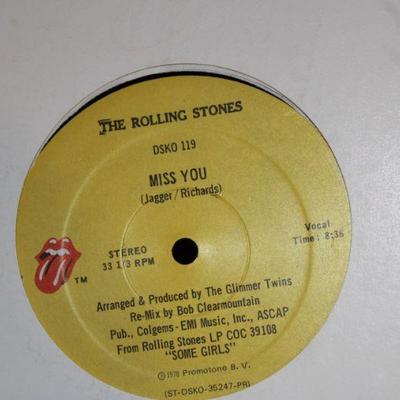 THE ROLLING STONES
DSKO 119
MISS YOU
(Jagger/Richards)
STEREO
33 1/3 RPM
Vocal
Time: 8:36
TM
Arranged & Produced by The Glimmer Twins
Re-Mix by Bob Clearmountain
Pub., Colgems-EMI Music, Inc., ASCAP
From Rolling Stones LP COC 39108
"SOME GIRLS"
©1978 Promotone B. V.
(ST-DSKO-35247-PR)